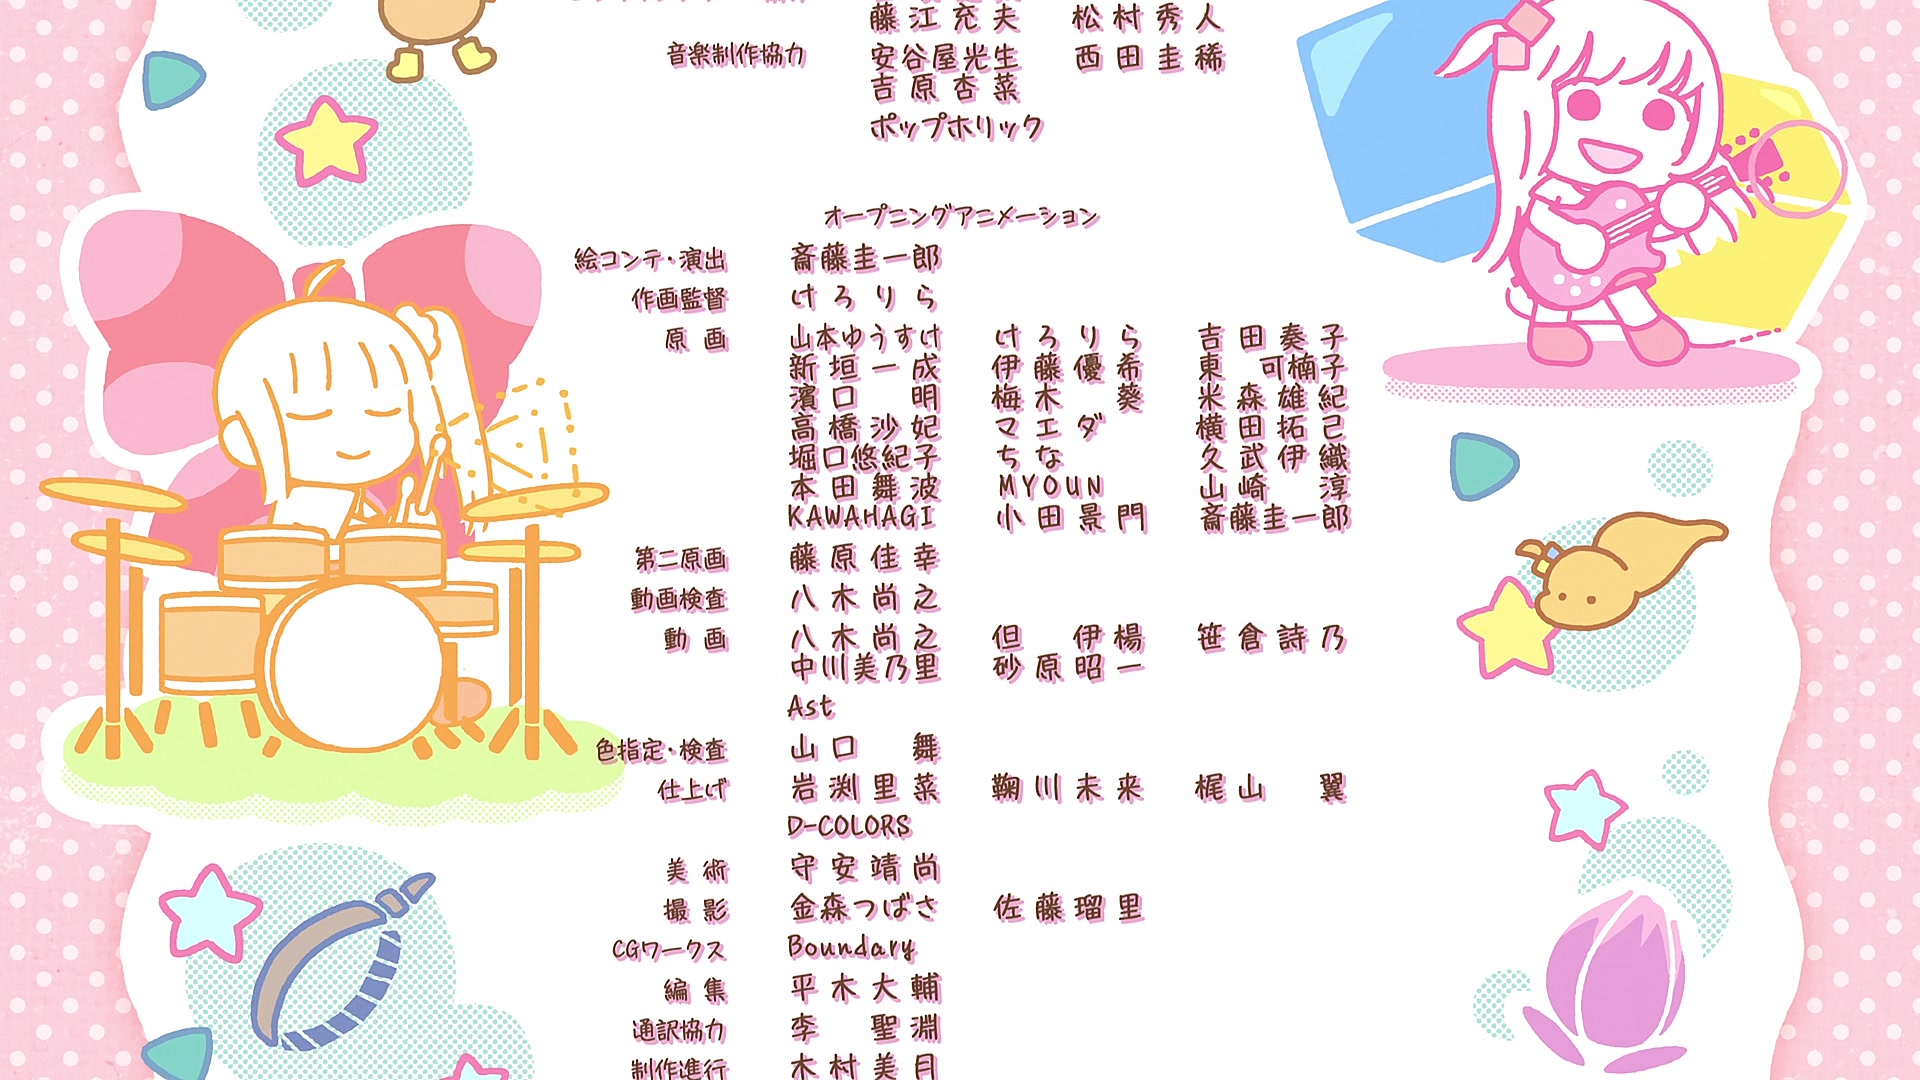 藤江充夫 松村秀人
音楽制作協力 安谷屋光生 西田圭稀
吉原杏菜
ポップホリック
オープニングアニメーション
絵コンテ・演出 斎藤圭一郎
作画監督 けろりら
原画 山本ゆうすけ けろりら 吉田奏子
新垣一成 伊藤優希 東 可楠子
濱口 明 梅木 葵 米森雄紀
高橋沙妃 マエダ 横田拓己
堀口悠紀子 ちな 久武伊織
本田舞波 MYOUN 山崎 淳
KAWAHAGI 小田景門 斎藤圭一郎
第二原画 藤原佳幸
動画検査 八木尚之
動画 八木尚之 但 伊楊 笹倉詩乃
中川美乃里 砂原昭一
Ast
色指定・検査 山口 舞
仕上げ 岩渕里菜 鞠川未来 梶山 翼
D-COLORS
美術 守安靖尚
撮影 金森つばさ 佐藤瑠里
CGワークス Boundary
編集 平木大輔
通訳協力 李 聖淵
制作進行 木村美月